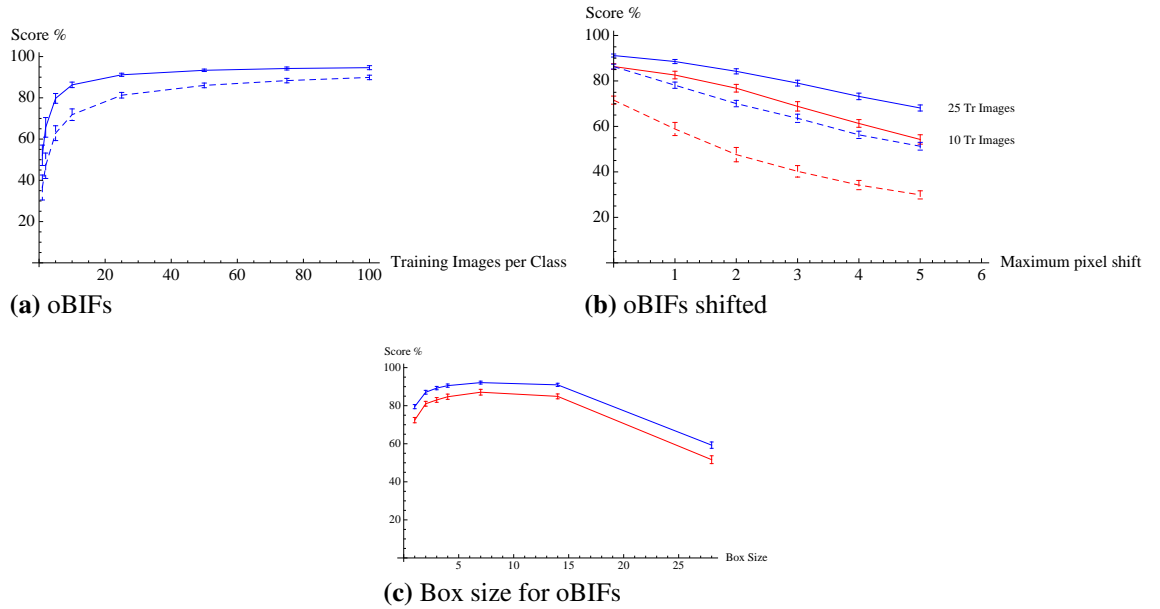 Score %
100
80
60
40
20
20 40 60 80 100
Training Images per Class
(a) oBIFs
Score %
100
80
60
40
20
1 2 3 4 5 6
Maximum pixel shift
25 Tr Images
10 Tr Images
(b) oBIFs shifted
Score %
100
80
60
40
20
5 10 15 20 25
Box Size
(c) Box size for oBIFs